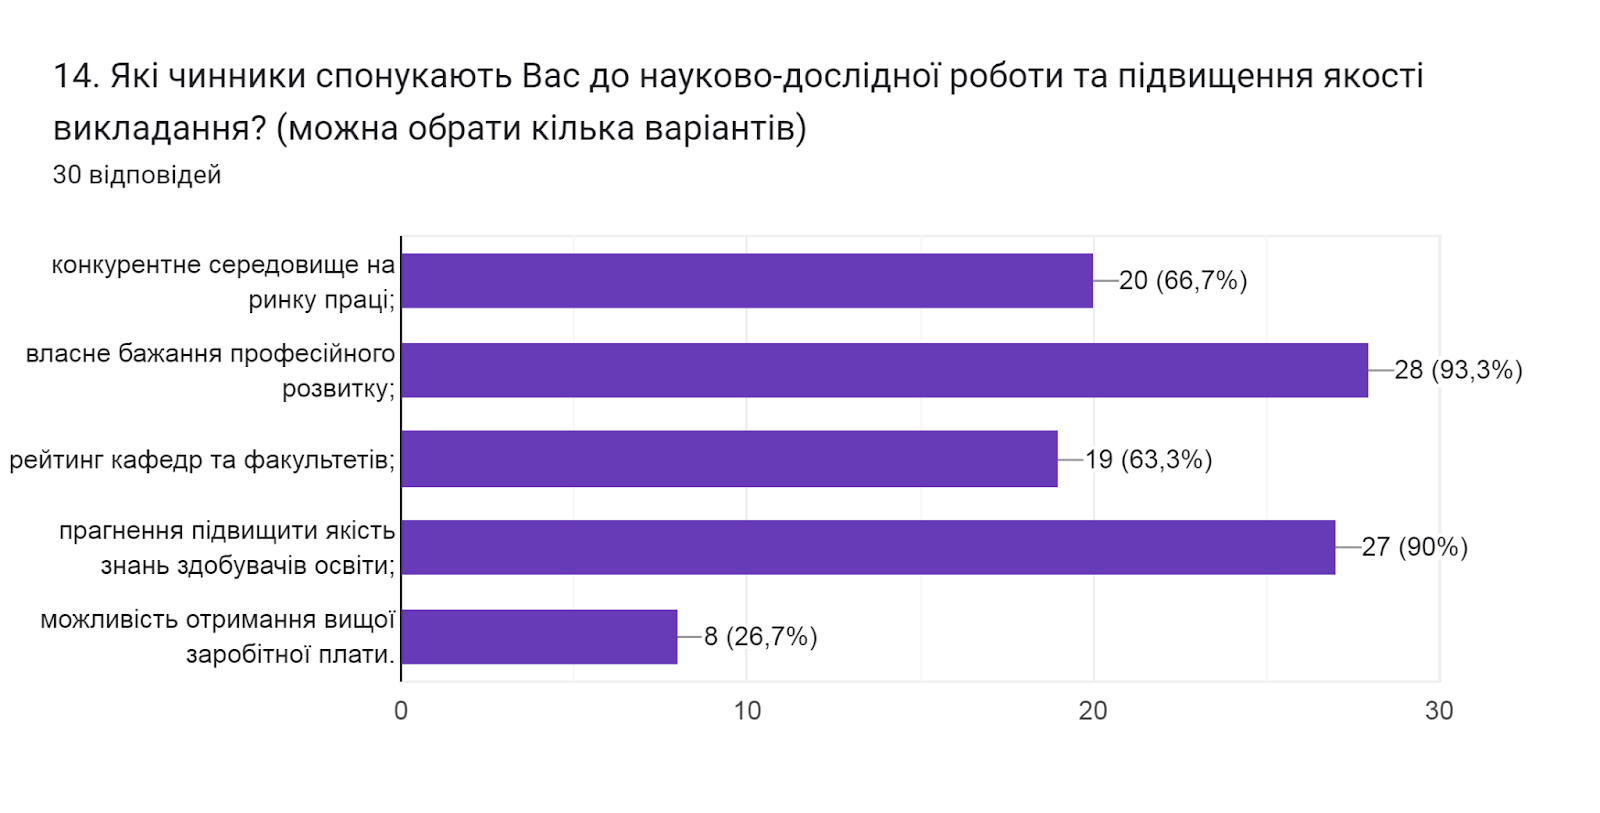 14. Які чинники спонукають Вас до науково-дослідної роботи та підвищення якості
викладання? (можна обрати кілька варіантів)
30 відповідей
конкурентне середовище на
ринку праці;
20 (66,7%)
власне бажання професійного
розвитку;
28 (93,3%)
рейтинг кафедр та факультетів;
19 (63,3%)
прагнення підвищити якість
знань здобувачів освіти;
27 (90%)
можливість отримання вищої
заробітної плати.
8 (26,7%)
0 10 20 30